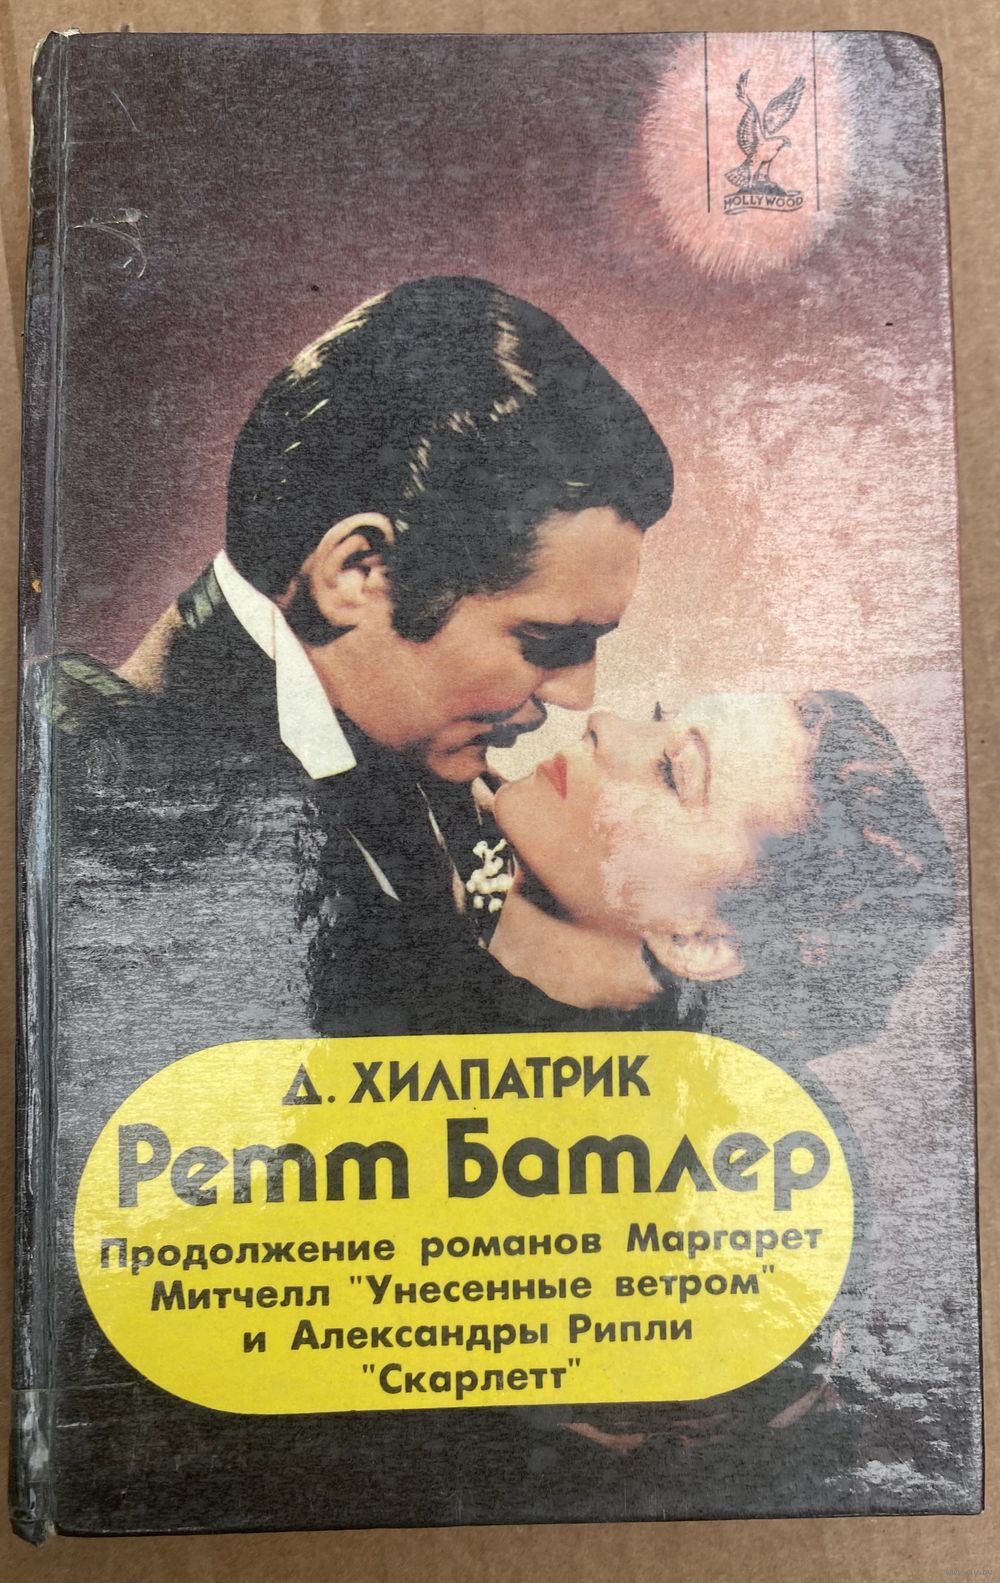 HOLLYWOOD
Д. ХИЛПАТРИК
Ретт Батлер
Продолжение романов Маргарет
Митчелл "Унесенные ветром"
и Александры Рипли
"Скарлетт"